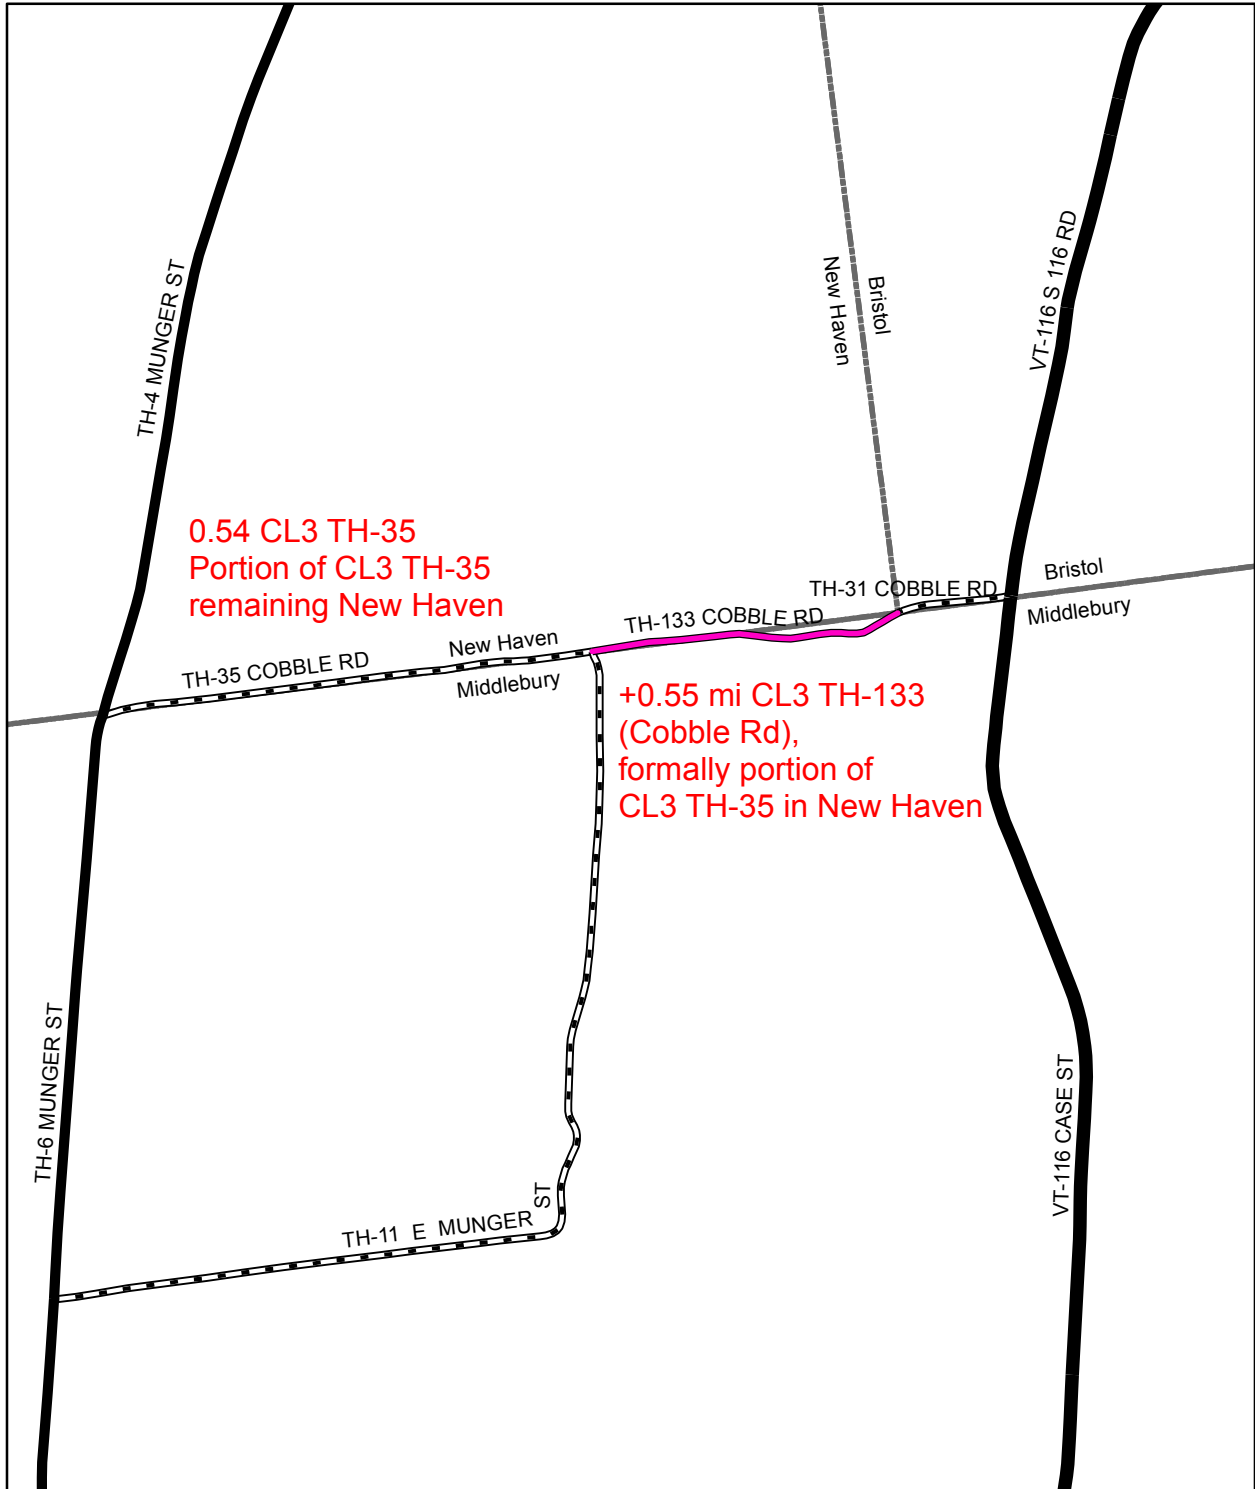 New Haven
Bristol
VT-116 S 116 RD
TH-4 MUNGER ST
0.54 CL3 TH-35
Portion of CL3 TH-35
remaining New Haven
Bristol
TH-31 COBBLE RD
Middlebury
TH-133 COBBLE RD
New Haven
TH-35 COBBLE RD
Middlebury
+0.55 mi CL3 TH-133
(Cobble Rd),
formally portion of
CL3 TH-35 in New Haven
TH-6 MUNGER ST
VT-116 CASE ST
TH-11 E MUNGER ST